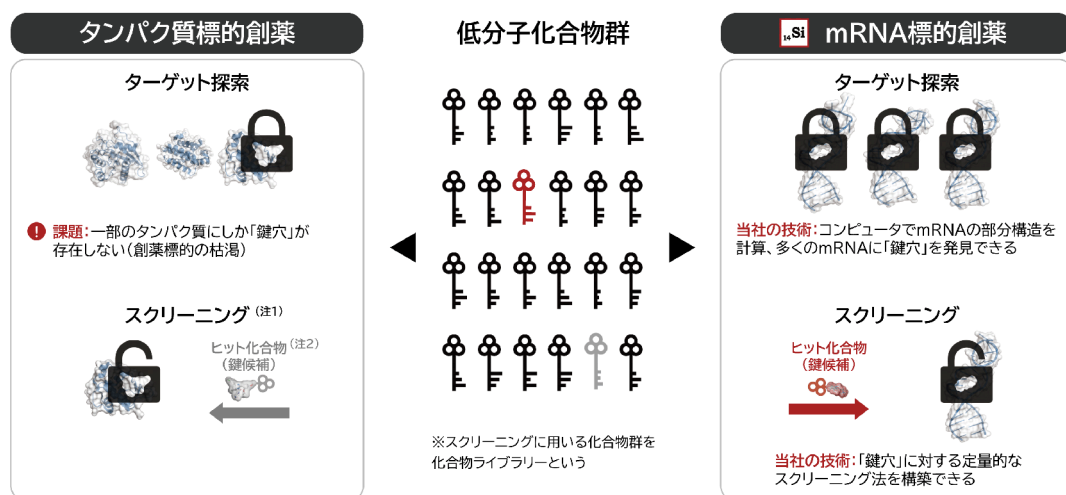 タンパク質標的創薬
ターゲット探索
! 課題：一部のタンパク質にしか「鍵穴」が
存在しない（創薬標的の枯渇）
スクリーニング（注1）
ヒット化合物（注2）
（鍵候補）
低分子化合物群
※スクリーニングに用いる化合物群を
化合物ライブラリーという
14Si mRNA標的創薬
ターゲット探索
当社の技術：コンピュータでmRNAの部分構造を
計算、多くのmRNAに「鍵穴」を発見できる
スクリーニング
ヒット化合物
（鍵候補）
当社の技術：「鍵穴」に対する定量的な
スクリーニング法を構築できる